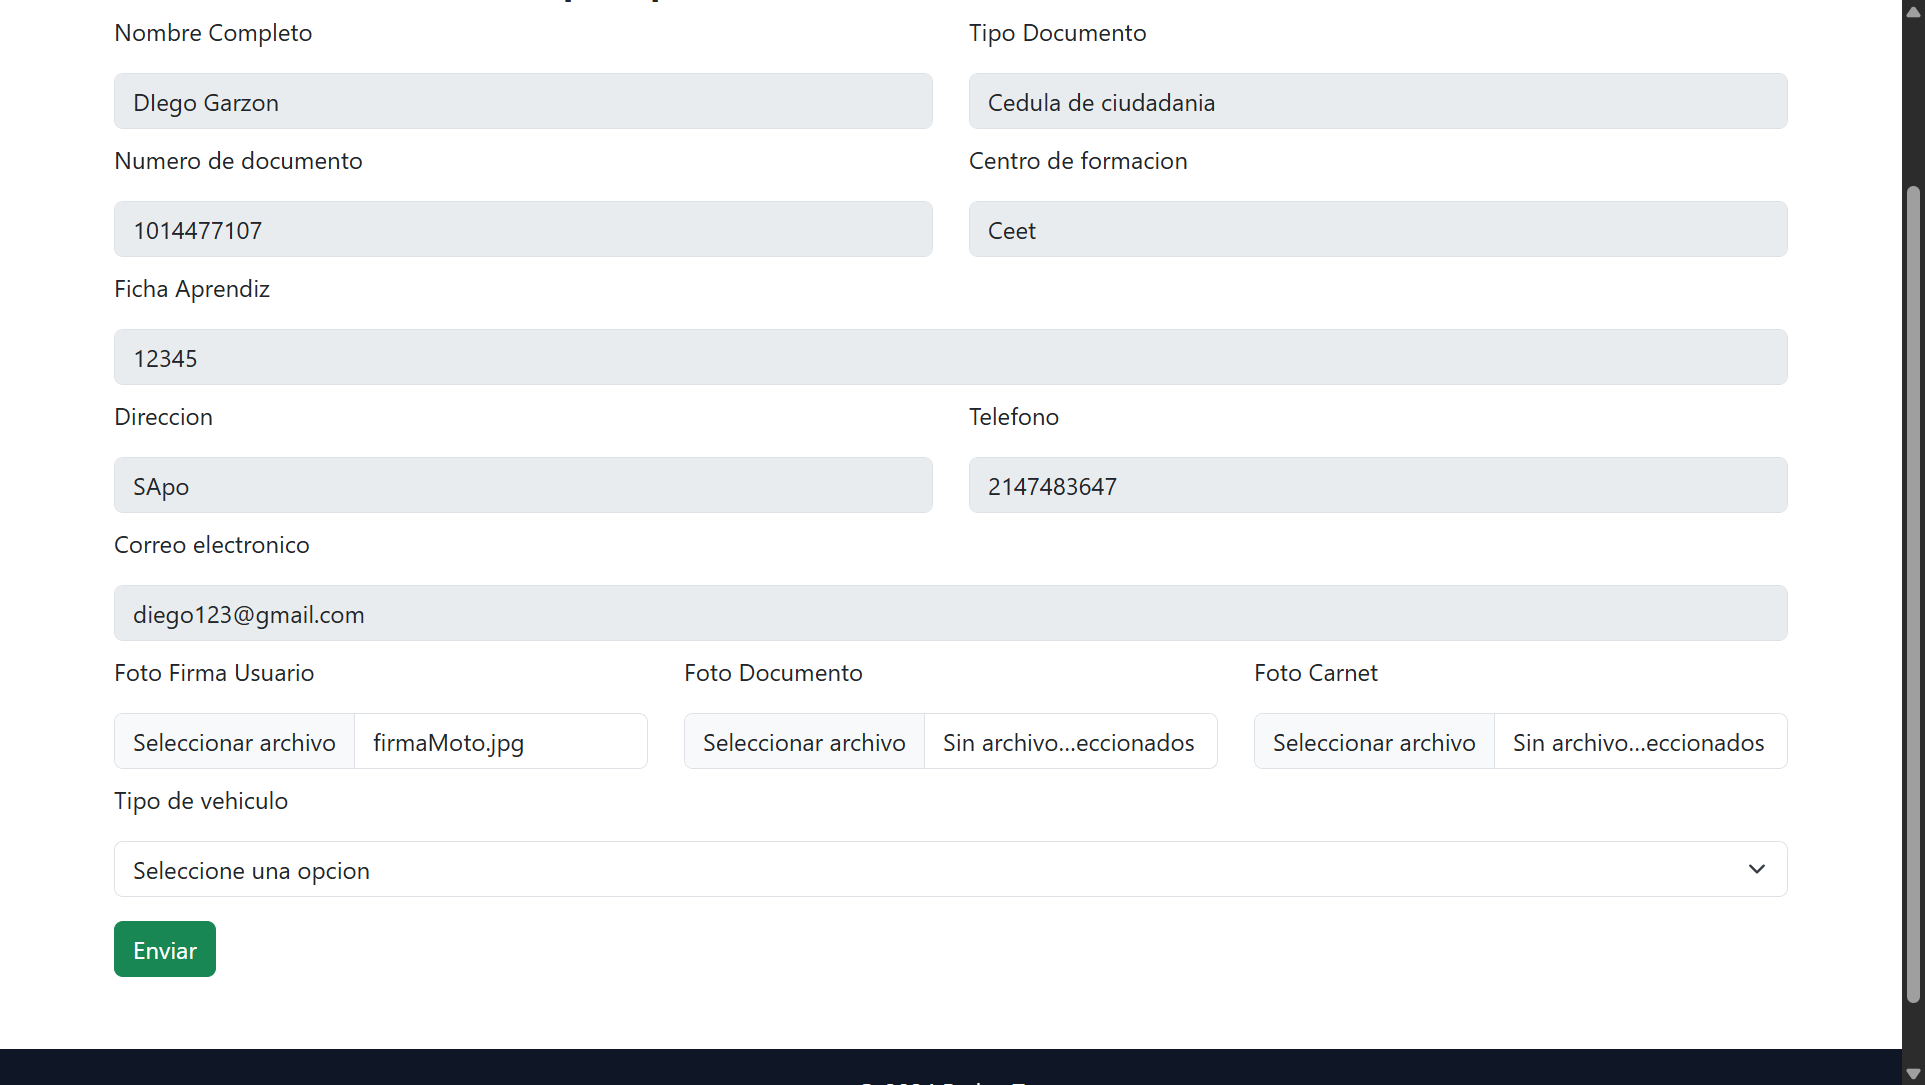 Nombre Completo
Tipo Documento
DIego Garzon
Cedula de ciudadania
Numero de documento
Centro de formacion
1014477107
Ceet
Ficha Aprendiz
12345
Direccion
Telefono
SApo
2147483647
Correo electronico
diego123@gmail.com
Foto Firma Usuario
Foto Documento
Foto Carnet
Seleccionar archivo firmaMoto.jpg
Seleccionar archivo Sin archivo...eccionados
Seleccionar archivo Sin archivo...eccionados
Tipo de vehiculo
Seleccione una opcion
Enviar